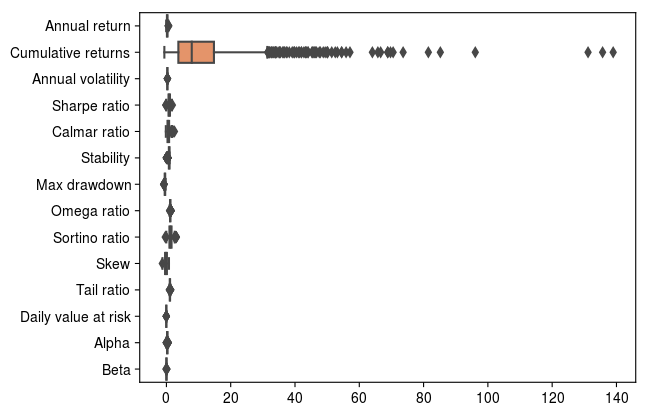 Annual return
Cumulative returns
Annual volatility
Sharpe ratio
Calmar ratio
Stability
Max drawdown
Omega ratio
Sortino ratio
Skew
Tail ratio
Daily value at risk
Alpha
Beta
0 20 40 60 80 100 120 140